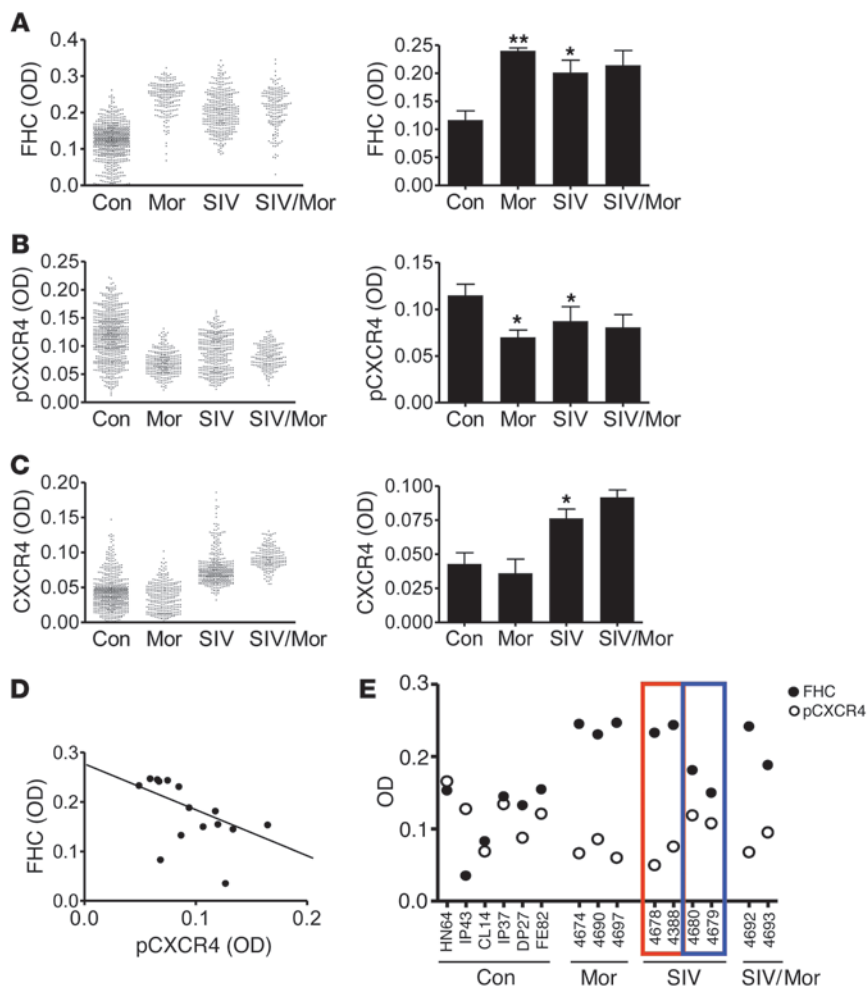 A
FHC (OD)
0.4
0.3
0.2
0.1
0.0
Con Mor SIV SIV/Mor
FHC (OD)
0.25
0.20
0.15
0.10
0.05
0.00
** *
Con Mor SIV SIV/Mor
B
pCXCR4 (OD)
0.25
0.20
0.15
0.10
0.05
0.00
Con Mor SIV SIV/Mor
pCXCR4 (OD)
0.15
0.10
0.05
0.00
* *
Con Mor SIV SIV/Mor
C
CXCR4 (OD)
0.20
0.15
0.10
0.05
0.00
Con Mor SIV SIV/Mor
CXCR4 (OD)
0.100
0.075
0.050
0.025
0.000
*
Con Mor SIV SIV/Mor
D
FHC (OD)
0.3
0.2
0.1
0.0
0.0 0.1 0.2
pCXCR4 (OD)
E
FHC
pCXCR4
OD
0.3
0.2
0.1
0.0
HN64 IP43 CL14 IP37 DP27 FE82 4674 4690 4697 4678 4388 4680 4679 4692 4693
Con Mor SIV SIV/Mor